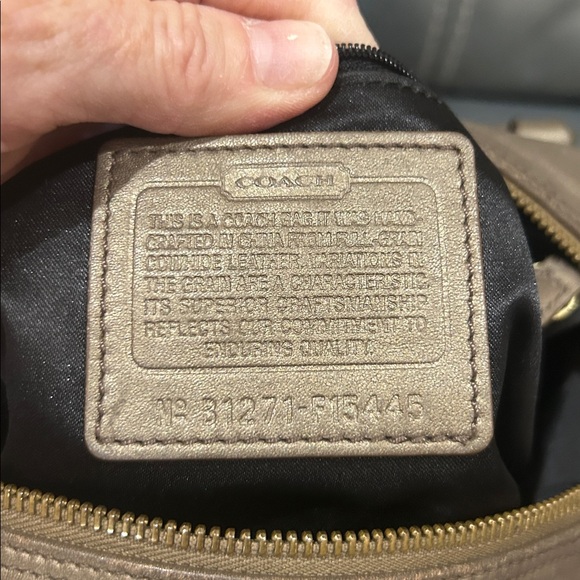 COACH
THIS IS A COACH BAG. IT WAS HAND-
CRAFTED IN CHINA FROM FULL-GRAIN
COWHIDE LEATHER. VARIATIONS IN
THE GRAIN ARE A CHARACTERISTIC.
ITS SUPERIOR CRAFTSMANSHIP
REFLECTS OUR COMMITMENT TO
ENDURING QUALITY.
Nº 31271-F15445